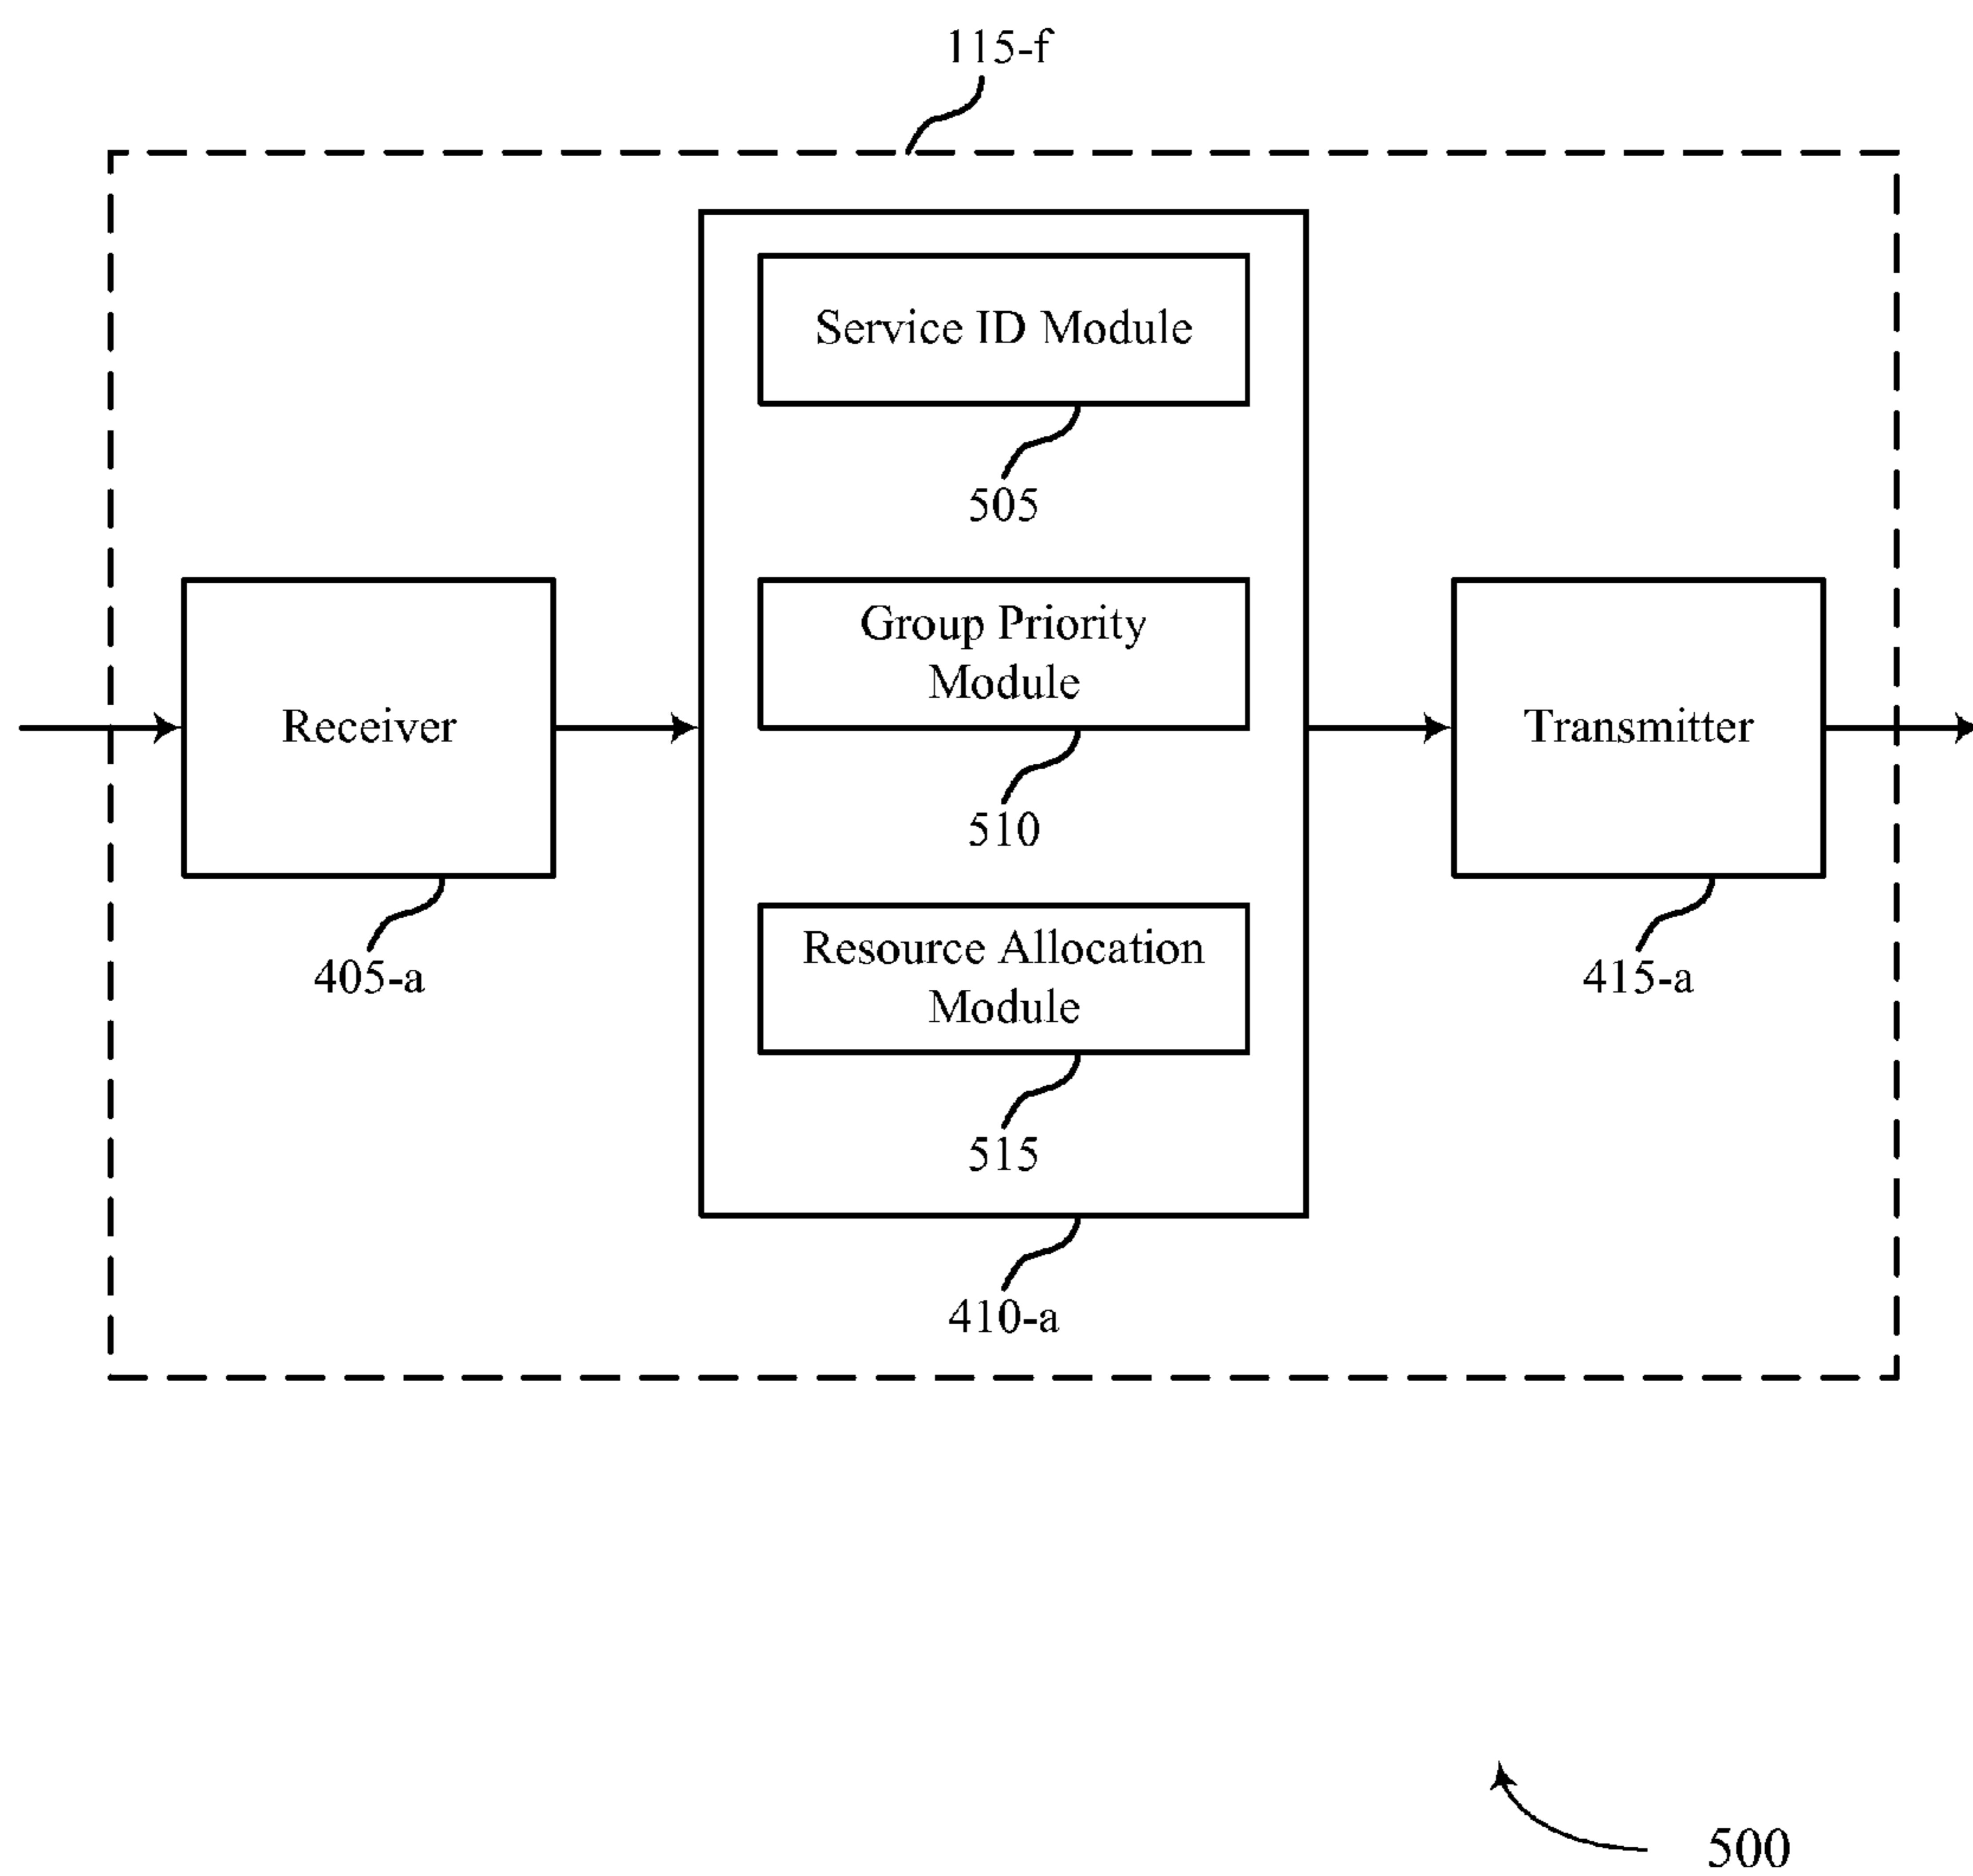 115-f
Service ID Module
505
Group Priority
Module
510
Receiver
405-a
Transmitter
415-a
Resource Allocation
Module
515
410-a
500